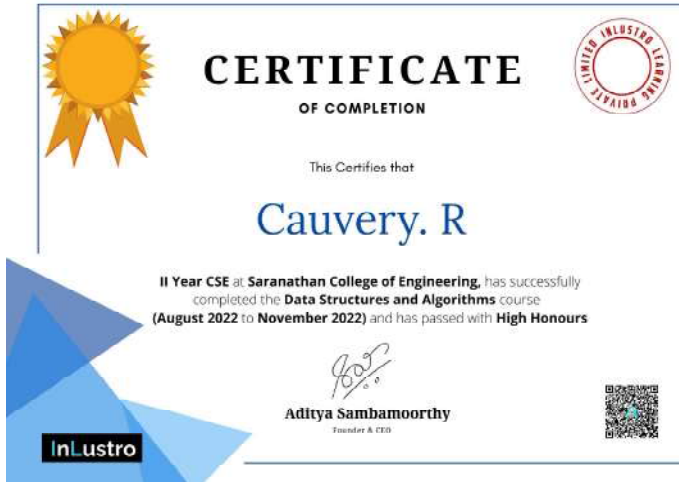 CERTIFICATE
INLUSTRO LEARNING PRIVATE LIMITED
OF COMPLETION
This Certifies that
Cauvery. R
II Year CSE at Saranathan College of Engineering, has successfully
completed the Data Structures and Algorithms course
(August 2022 to November 2022) and has passed with High Honours
Aditya Sambamoorthy
Founder & CEO
InLustro